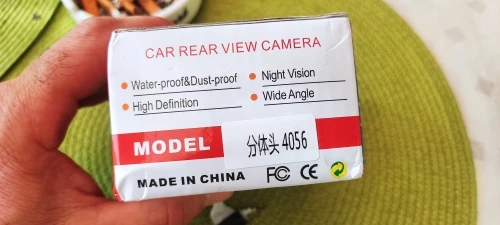 CAR REAR VIEW CAMERA
Water-proof&Dust-proof
Night Vision
High Definition
Wide Angle
MODEL
分体头 4056
MADE IN CHINA
FC CE